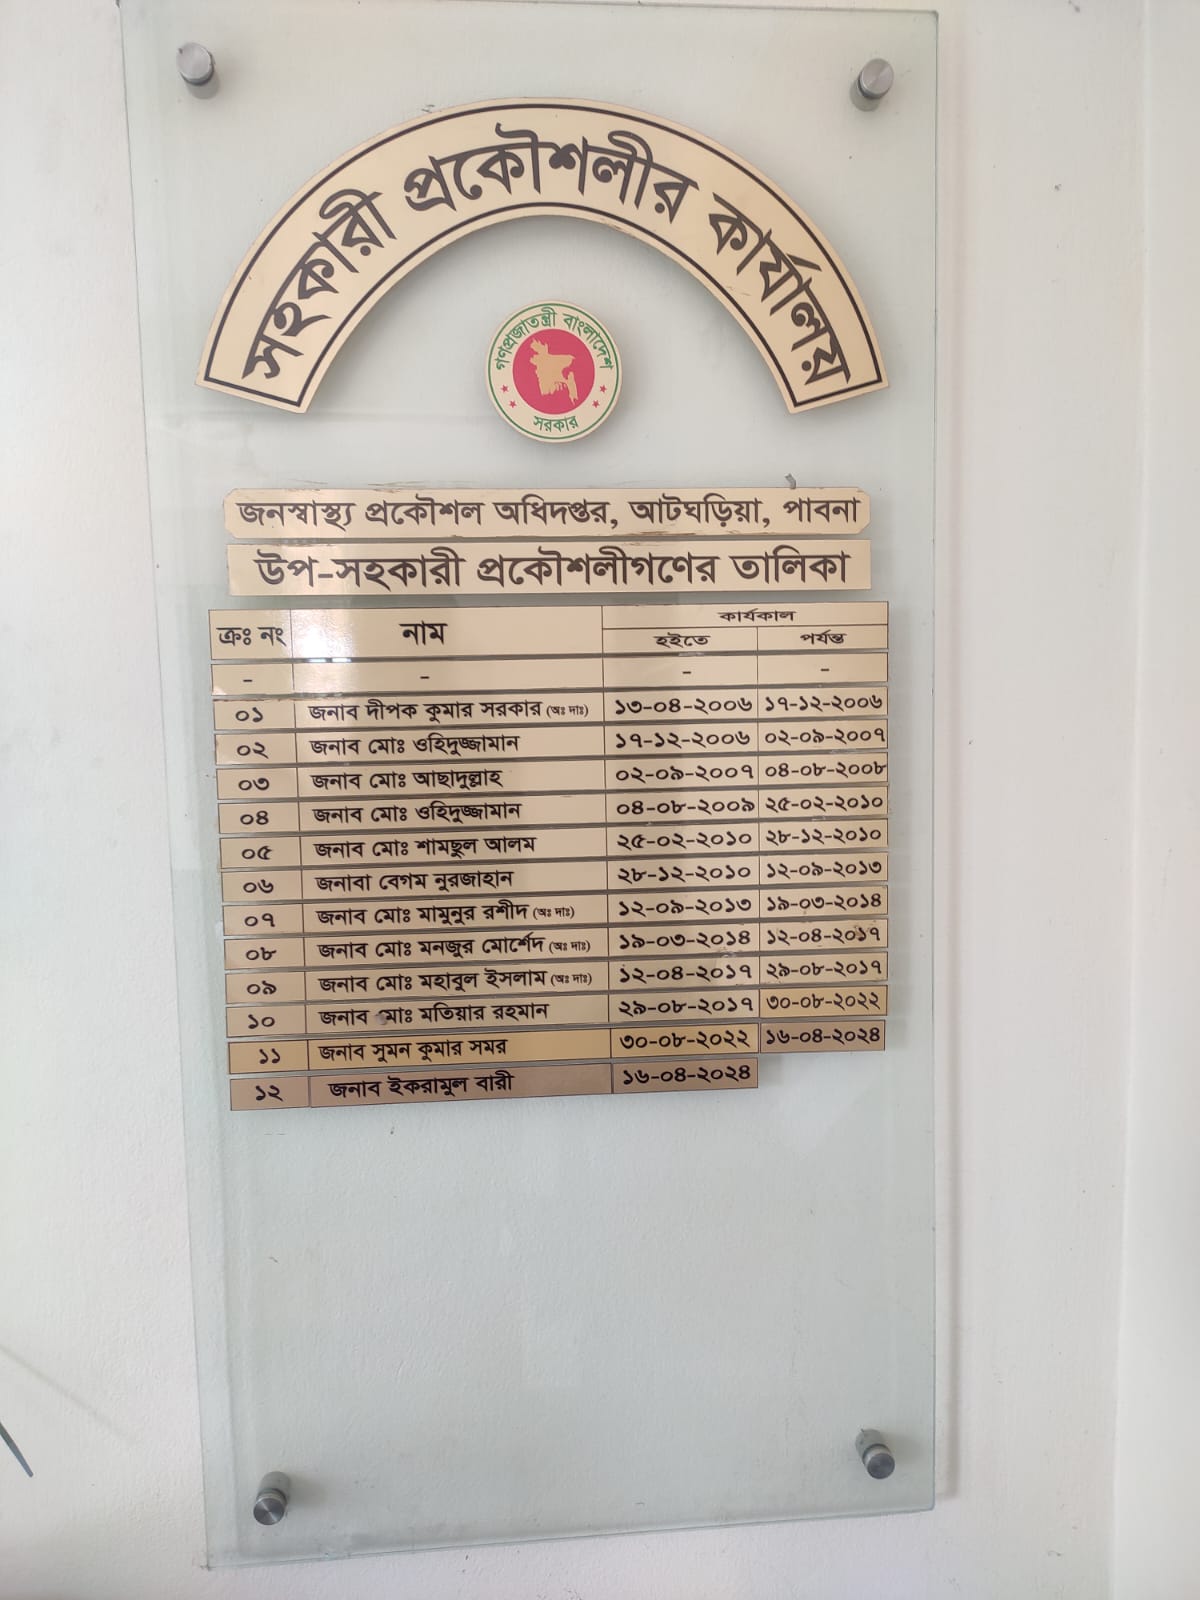 সহকারী প্রকৌশলীর কার্যালয়
গণপ্রজাতন্ত্রী বাংলাদেশ
সরকার
জনস্বাস্থ্য প্রকৌশল অধিদপ্তর, আটঘড়িয়া, পাবনা
উপ-সহকারী প্রকৌশলীগণের তালিকা
ক্রঃ নং নাম কার্যকাল
হইতে পর্যন্ত
- - - -
০১ জনাব দীপক কুমার সরকার (অঃ দাঃ) ১৩-০৪-২০০৬ ১৭-১২-২০০৬
০২ জনাব মোঃ ওহিদুজ্জামান ১৭-১২-২০০৬ ০২-০৯-২০০৭
০৩ জনাব মোঃ আছাদুল্লাহ ০২-০৯-২০০৭ ০৪-০৮-২০০৮
০৪ জনাব মোঃ ওহিদুজ্জামান ০৪-০৮-২০০৯ ২৫-০২-২০১০
০৫ জনাব মোঃ শামছুল আলম ২৫-০২-২০১০ ২৮-১২-২০১০
০৬ জনাবা বেগম নুরজাহান ২৮-১২-২০১০ ১২-০৯-২০১৩
০৭ জনাব মোঃ মামুনুর রশীদ (অঃ দাঃ) ১২-০৯-২০১৩ ১৯-০৩-২০১৪
০৮ জনাব মোঃ মনজুর মোর্শেদ (অঃ দাঃ) ১৯-০৩-২০১৪ ১২-০৪-২০১৭
০৯ জনাব মোঃ মহাবুল ইসলাম (অঃ দাঃ) ১২-০৪-২০১৭ ২৯-০৮-২০১৭
১০ জনাব মোঃ মতিয়ার রহমান ২৯-০৮-২০১৭ ৩০-০৮-২০২২
১১ জনাব সুমন কুমার সমর ৩০-০৮-২০২২ ১৬-০৪-২০২৪
১২ জনাব ইকরামুল বারী ১৬-০৪-২০২৪